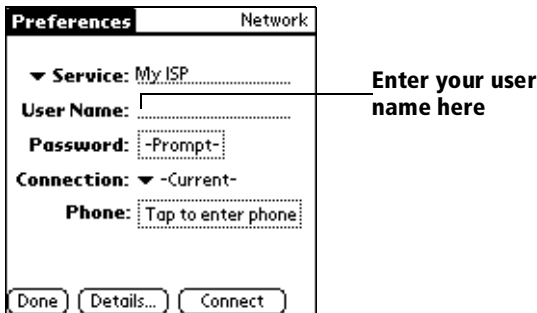 Preferences Network
Service: My ISP
User Name:
Password: -Prompt-
Connection: -Current-
Phone: Tap to enter phone
Done Details... Connect
Enter your user
name here